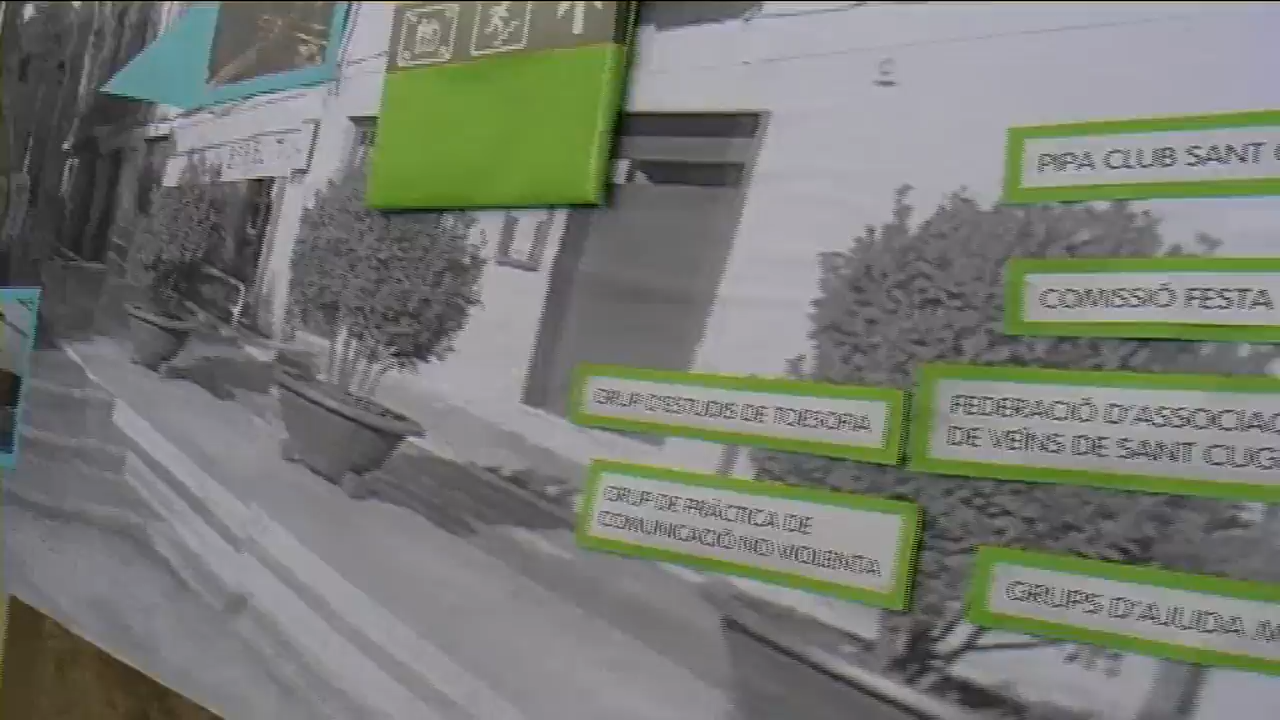 PIPA CLUB SANT
COMISSIÓ FESTA
GRUP D'ESTUDIS DE
FEDERACIÓ D'ASSOCIAC
DE VEÏNS DE SANT CUG
GRUP DE PRÀCTICA DE
COMUNICACIÓ NO VIOLENTA
GRUPS D'AJUDA